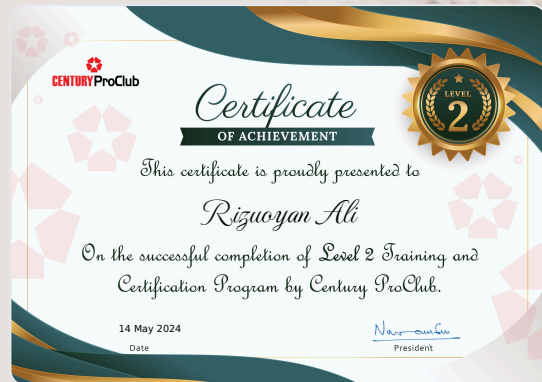 CENTURY ProClub
LEVEL
2
Certificate
OF ACHIEVEMENT
This certificate is proudly presented to
Rizuoyan Ali
On the successful completion of Level 2 Training and
Certification Program by Century ProClub.
14 May 2024
Date
President